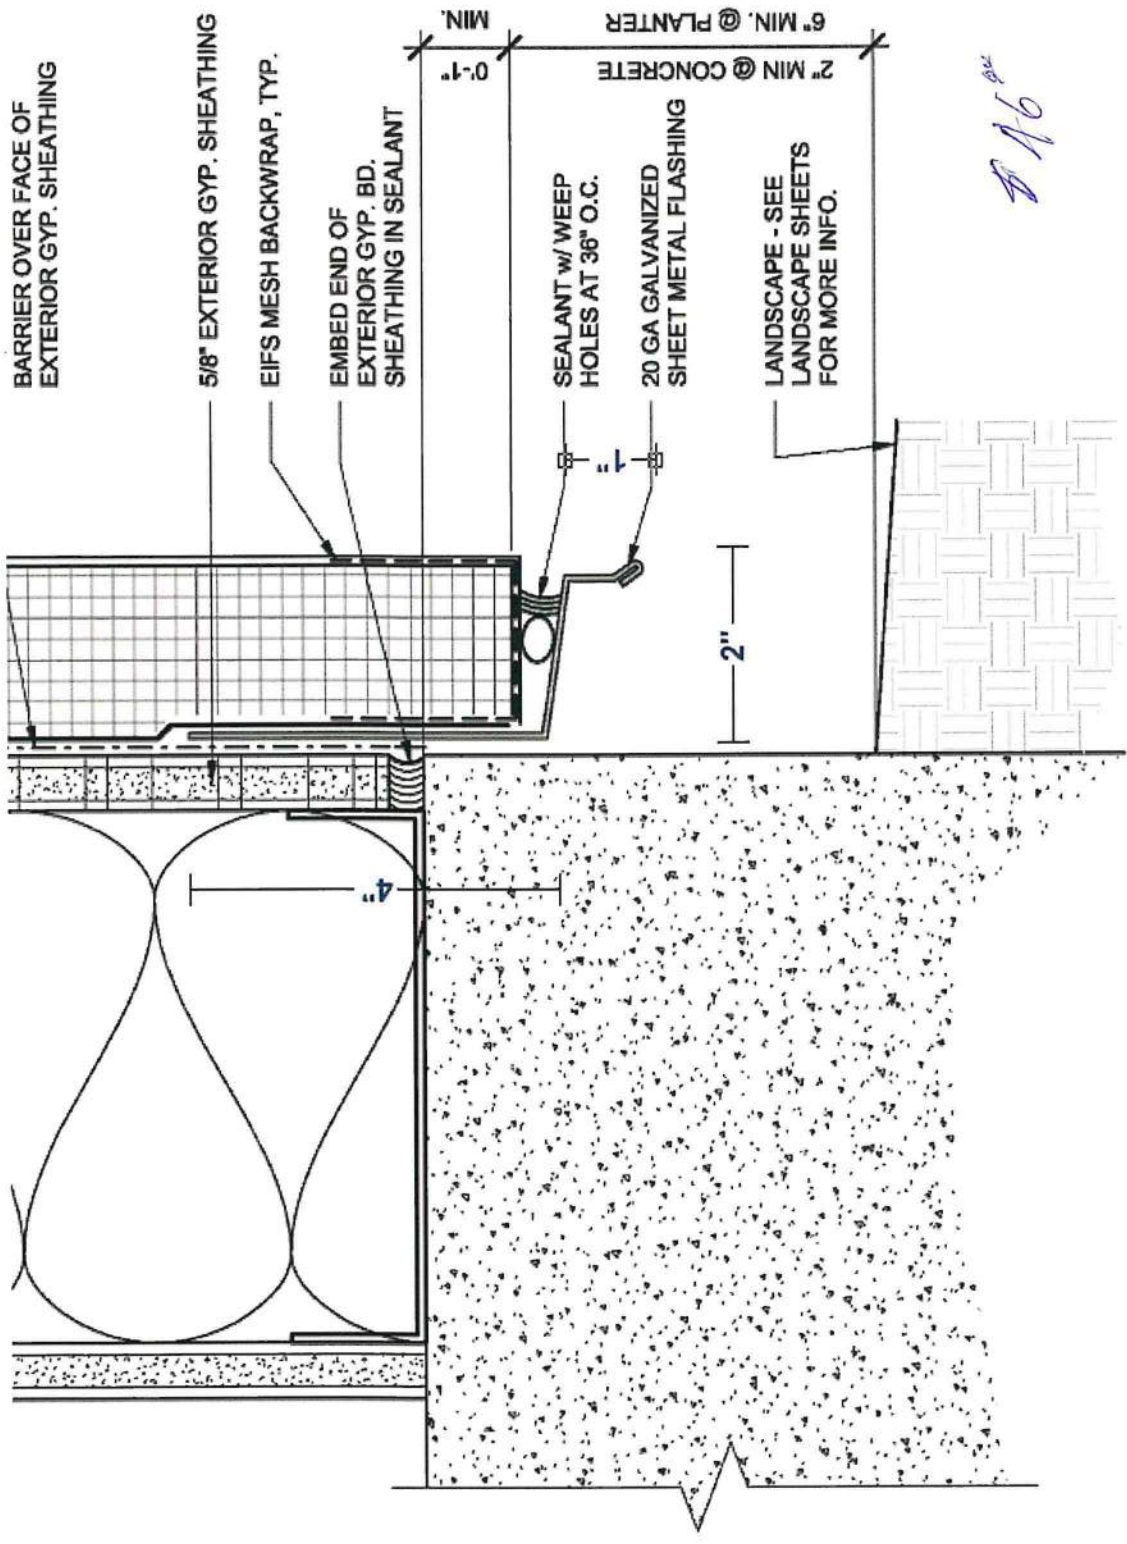 BARRIER OVER FACE OF
EXTERIOR GYP. SHEATHING
5/8" EXTERIOR GYP. SHEATHING
EIFS MESH BACKWRAP, TYP.
EMBED END OF
EXTERIOR GYP. BD.
SHEATHING IN SEALANT
SEALANT w/ WEEP
HOLES AT 36" O.C.
20 GA GALVANIZED
SHEET METAL FLASHING
LANDSCAPE - SEE
LANDSCAPE SHEETS
FOR MORE INFO.
0'-1"
MIN.
2" MIN @ CONCRETE
6" MIN. @ PLANTER
1"
2"
4"